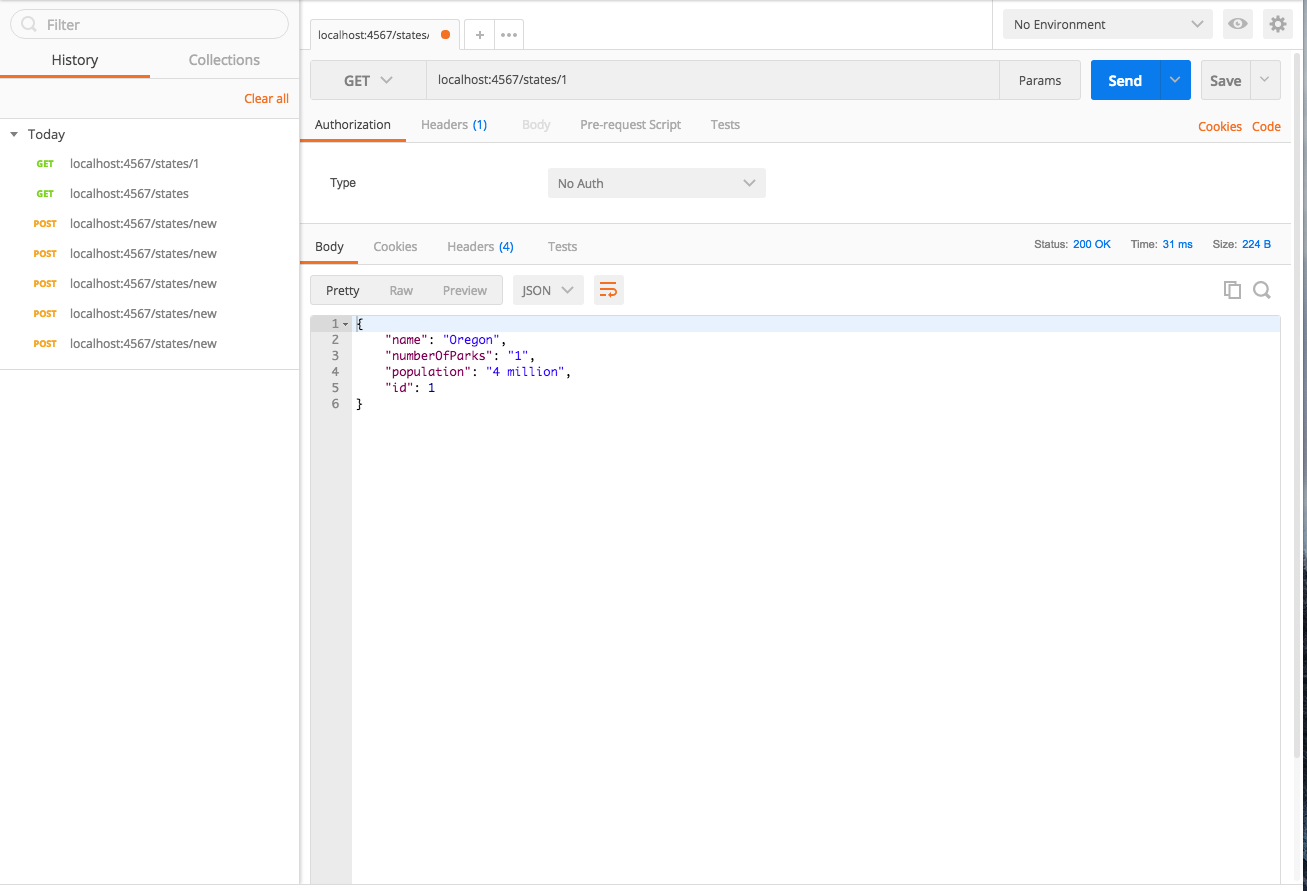 Filter
History Collections
Clear all
Today
GET localhost:4567/states/1
GET localhost:4567/states
POST localhost:4567/states/new
POST localhost:4567/states/new
POST localhost:4567/states/new
POST localhost:4567/states/new
POST localhost:4567/states/new
localhost:4567/states/ + ••• No Environment
GET localhost:4567/states/1 Params Send Save
Authorization Headers (1) Body Pre-request Script Tests Cookies Code
Type No Auth
Body Cookies Headers (4) Tests Status: 200 OK Time: 31 ms Size: 224 B
Pretty Raw Preview JSON
1 {
2 "name": "Oregon",
3 "numberOfParks": "1",
4 "population": "4 million",
5 "id": 1
6 }